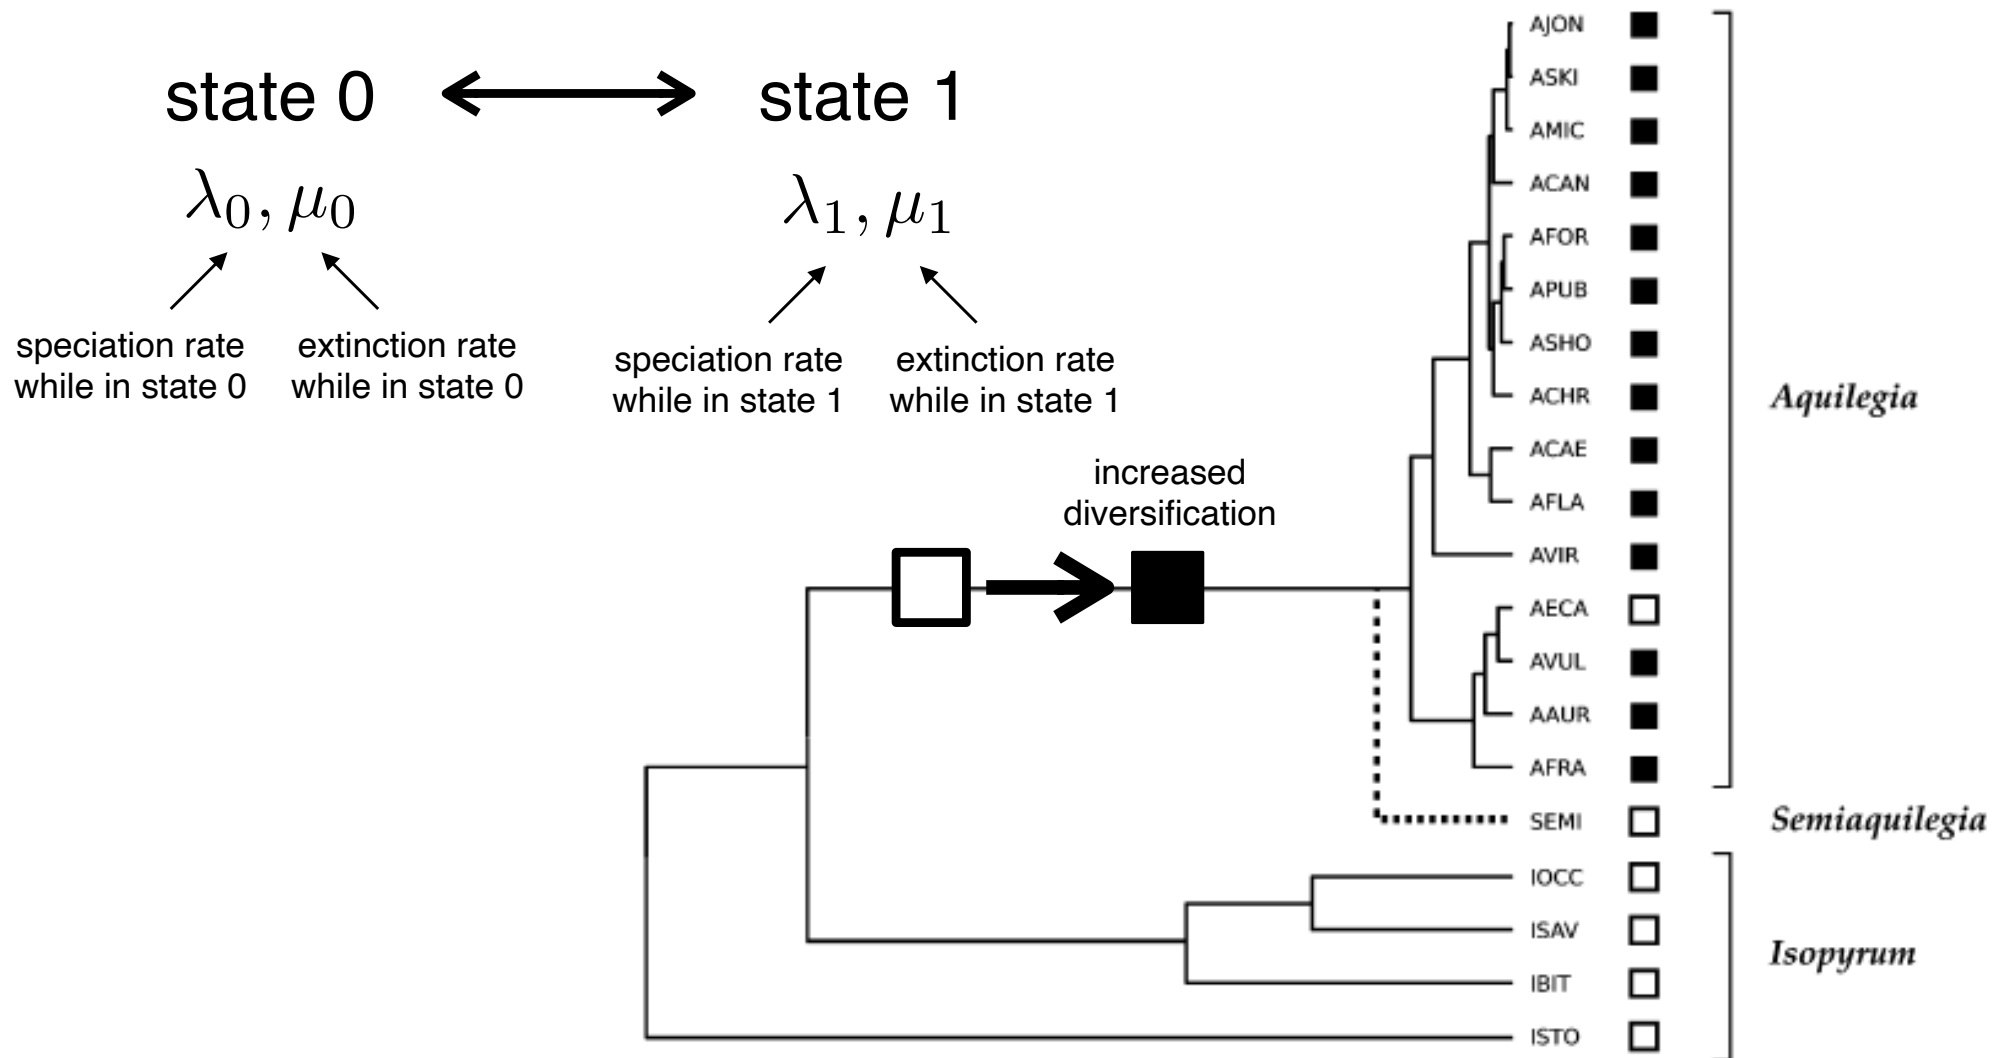 state 0
state 1
λ0, μ0
λ1, μ1
speciation rate
while in state 0
extinction rate
while in state 0
speciation rate
while in state 1
extinction rate
while in state 1
increased
diversification
AJON
ASKI
AMIC
ACAN
AFOR
APUB
ASHO
ACHR
ACAE
AFLA
AVIR
AECA
AVUL
AAUR
AFRA
SEMI
IOCC
ISAV
IBIT
ISTO
Aquilegia
Semiaquilegia
Isopyrum